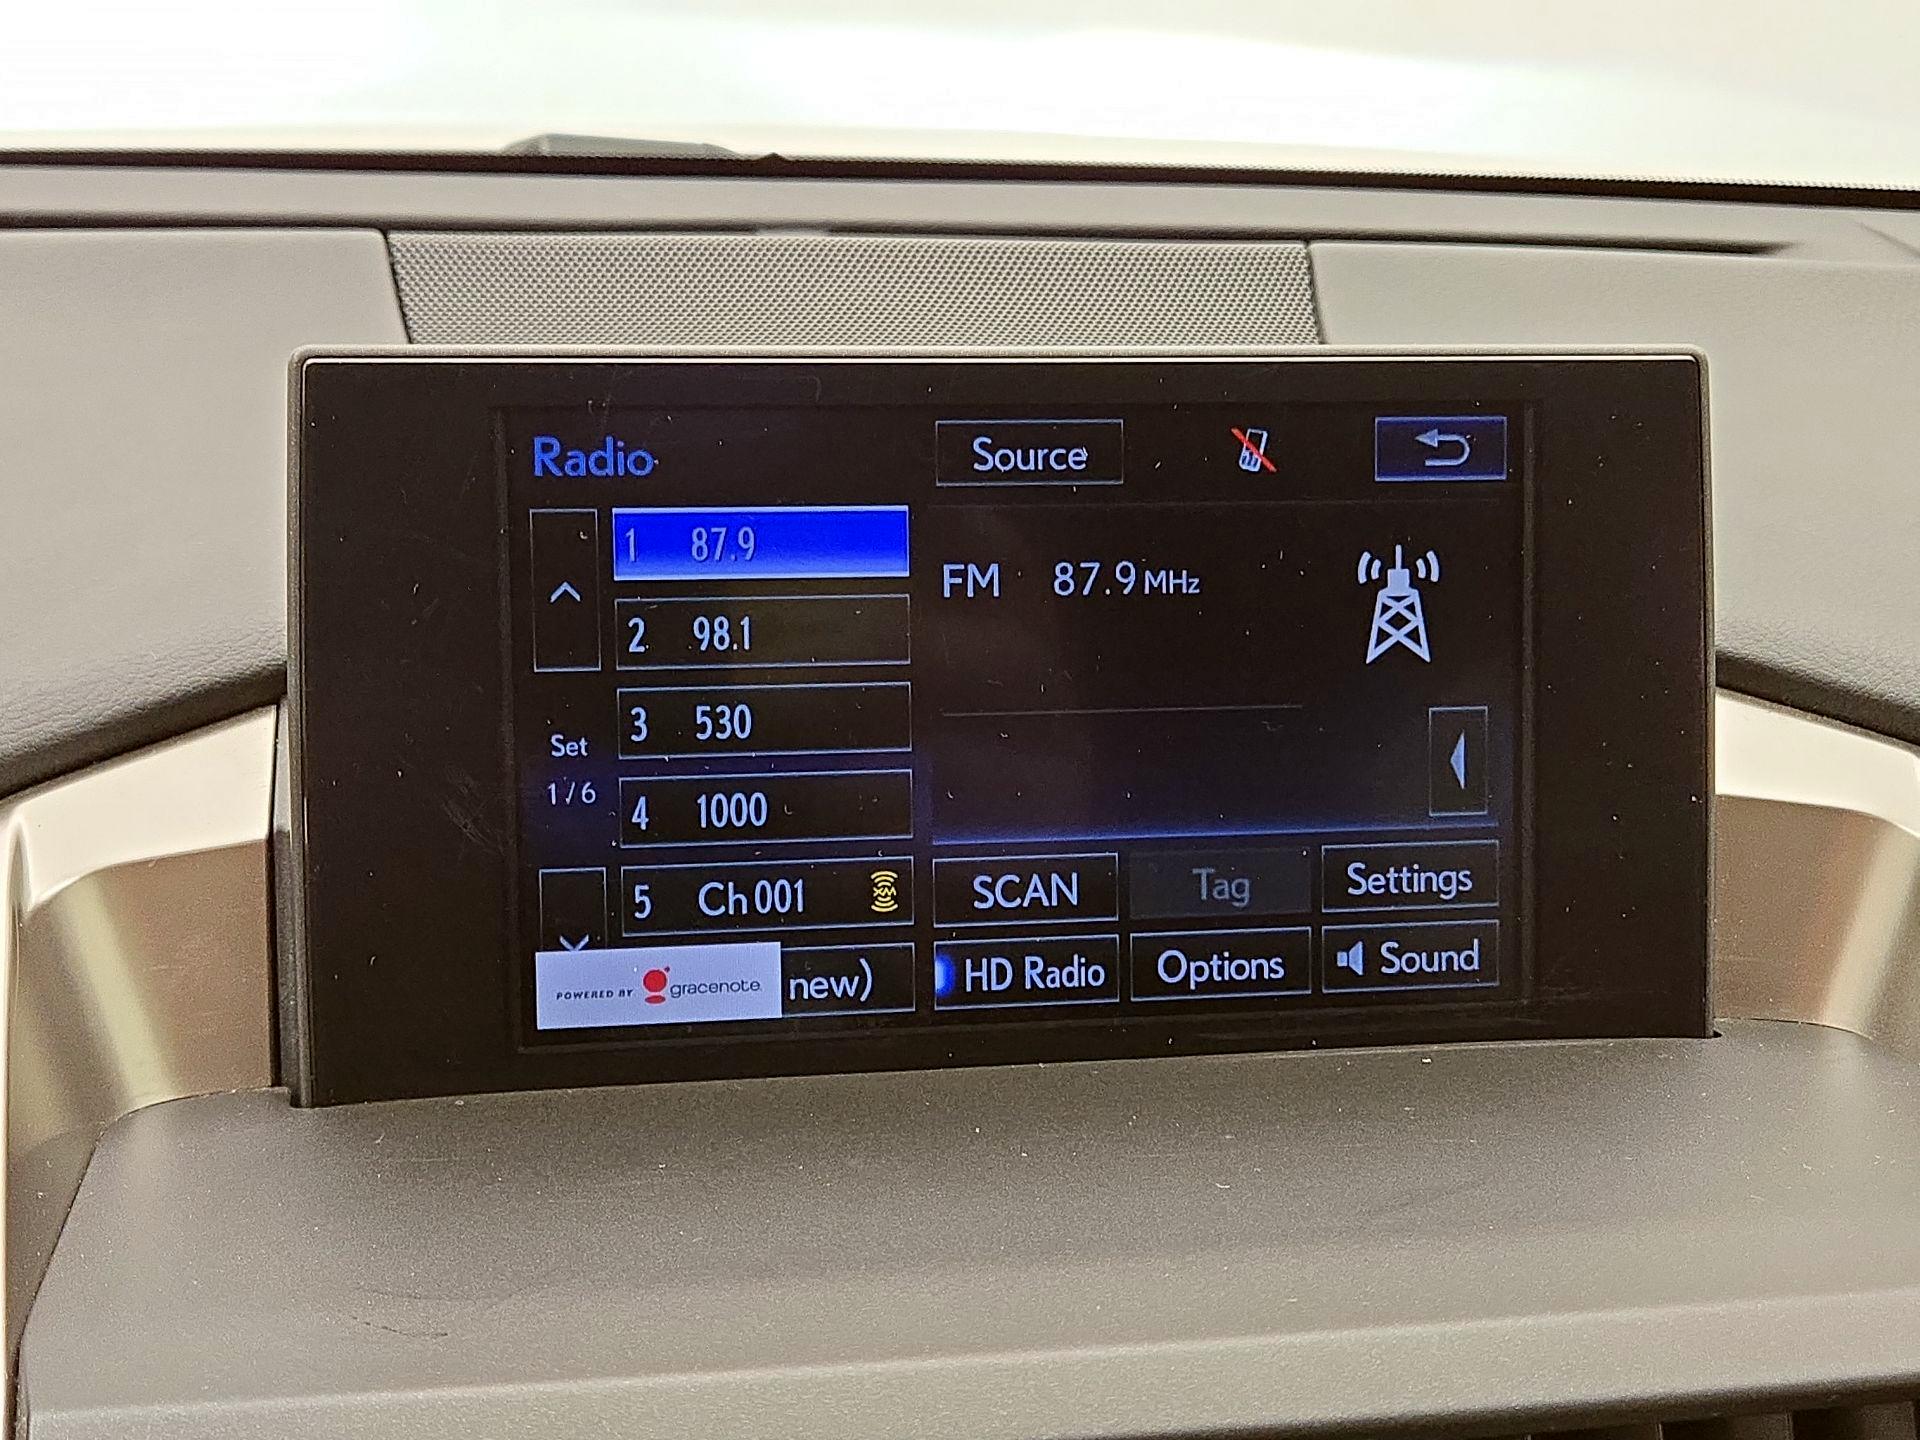 Radio
Source
1 87.9
2 98.1
3 530
4 1000
5 Ch 001
XM
new)
Set
1/6
POWERED BY gracenote.
FM 87.9 MHz
SCAN
Tag
Settings
HD Radio
Options
Sound